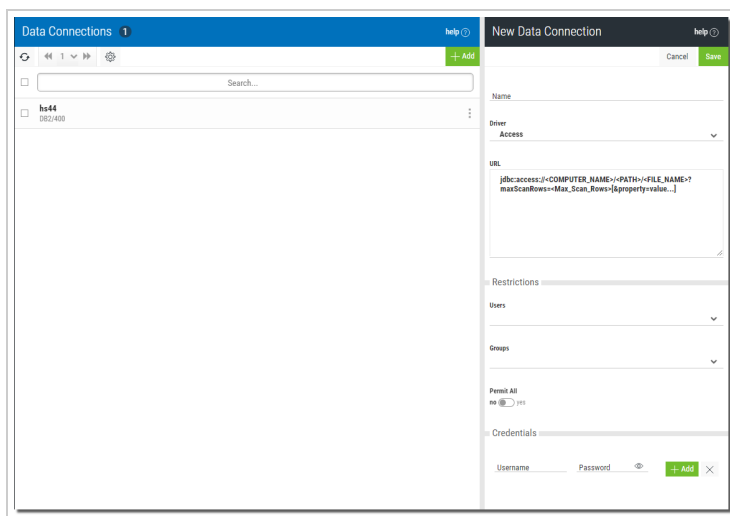 Data Connections 1 help ?
1 + Add
Search...
hs44
DB2/400
New Data Connection help ?
Cancel Save
Name
Driver
Access
URL
jdbc:access://<COMPUTER_NAME>/<PATH>/<FILE_NAME>?
maxScanRows=<Max_Scan_Rows>[&property=value...]
Restrictions
Users
Groups
Permit All
no yes
Credentials
Username Password + Add